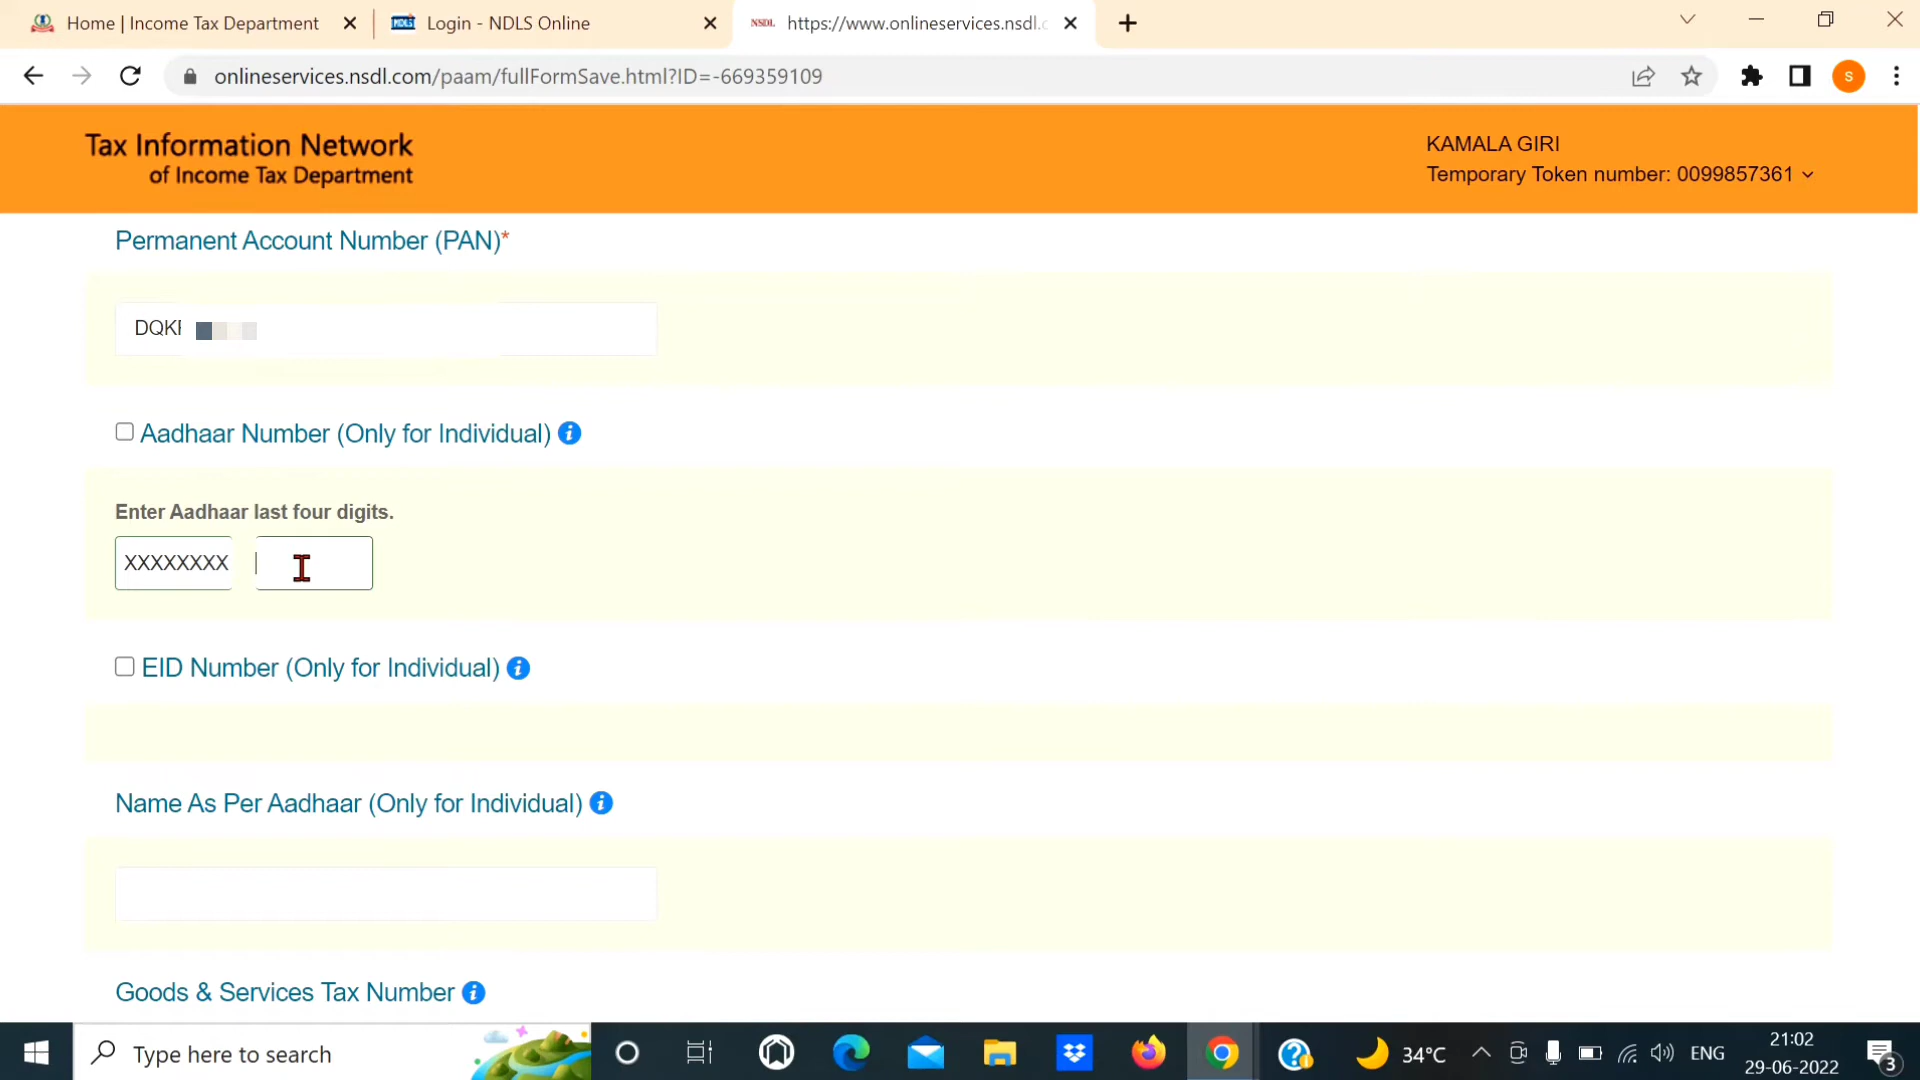 Home | Income Tax Department
Login - NDLS Online
NSDL https://www.onlineservices.nsdl.c
onlineservices.nsdl.com/paam/fullFormSave.html?ID=-669359109
S
Tax Information Network
of Income Tax Department
KAMALA GIRI
Temporary Token number: 0099857361
Permanent Account Number (PAN)*
DQK
Aadhaar Number (Only for Individual)
Enter Aadhaar last four digits.
XXXXXXXX
EID Number (Only for Individual)
Name As Per Aadhaar (Only for Individual)
Goods & Services Tax Number
Type here to search
34°C
ENG
21:02
29-06-2022
3